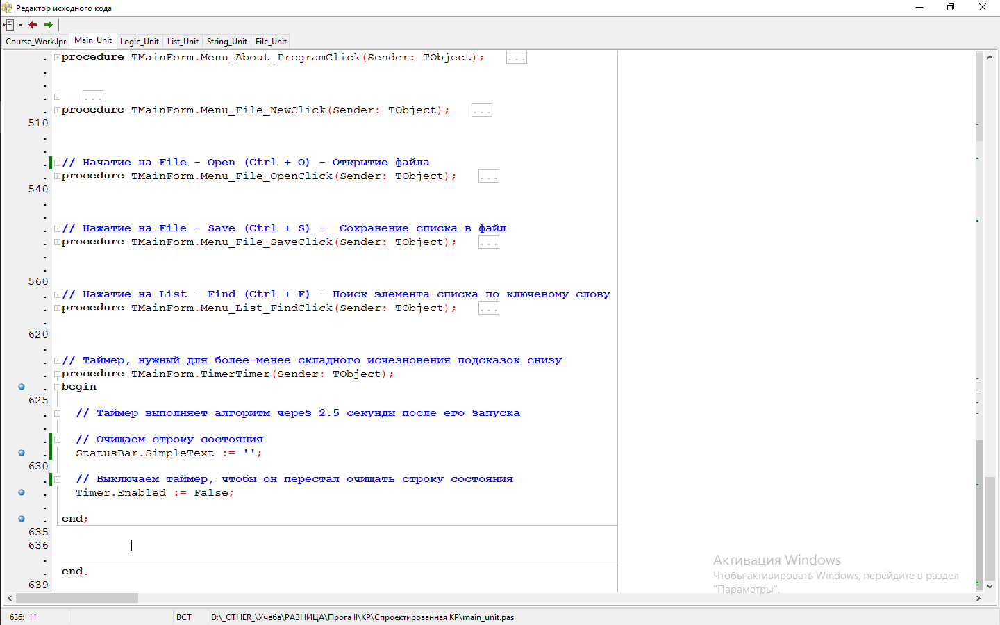 Редактор исходного кода
Course_Work.lpr Main_Unit Logic_Unit List_Unit String_Unit File_Unit
. procedure TMainForm.Menu_About_ProgramClick(Sender: TObject); ...
.
.
. ...
. procedure TMainForm.Menu_File_NewClick(Sender: TObject); ...
510
.
.
. // Начатие на File - Open (Ctrl + O) - Открытие файла
. procedure TMainForm.Menu_File_OpenClick(Sender: TObject); ...
540
.
.
. // Нажатие на File - Save (Ctrl + S) -  Сохранение списка в файл
. procedure TMainForm.Menu_File_SaveClick(Sender: TObject); ...
.
.
560
. // Нажатие на List - Find (Ctrl + F) - Поиск элемента списка по ключевому слову
. procedure TMainForm.Menu_List_FindClick(Sender: TObject); ...
.
620
.
. // Таймер, нужный для более-менее складного исчезновения подсказок снизу
. procedure TMainForm.TimerTimer(Sender: TObject);
. begin
625
. // Таймер выполняет алгоритм через 2.5 секунды после его запуска
.
. // Очищаем строку состояния
. StatusBar.SimpleText := '';
630
. // Выключаем таймер, чтобы он перестал очищать строку состояния
. Timer.Enabled := False;
.
. end;
635
636
.
. end.
639
Активация Windows
Чтобы активировать Windows, перейдите в раздел
"Параметры".
636: 11 ВСТ D:\_OTHER_\Учёба\РАЗНИЦА\Прога II\КР\Спроектированная КР\main_unit.pas